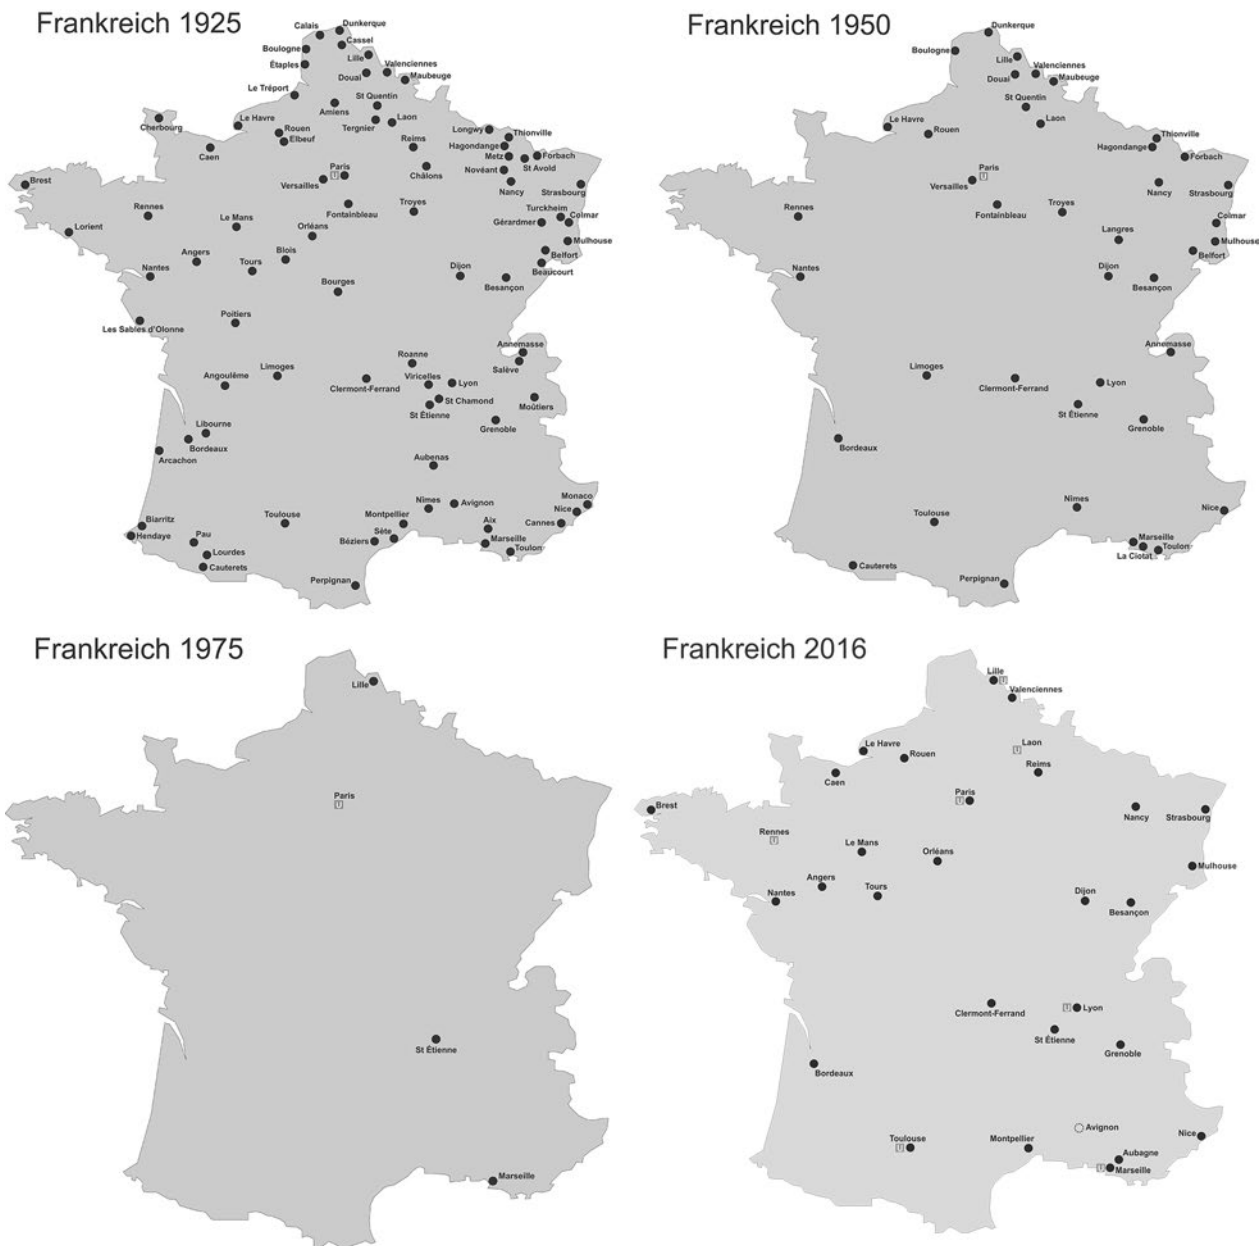 Frankreich 1925
Calais
Dunkerque
Boulogne
Cassel
Étaples
Lille
Douai
Valenciennes
Maubeuge
Le Tréport
Amiens
St Quentin
Cherbourg
Le Havre
Rouen
Elbeuf
Tergnier
Laon
Caen
Reims
Longwy
Thionville
Hagondange
Metz
Forbach
St Avold
Novéant
Nancy
Châlons
Brest
Versailles
Paris
T
Strasbourg
Rennes
Le Mans
Fontainbleau
Troyes
Turckheim
Colmar
Gérardmer
Lorient
Orléans
Mulhouse
Angers
Blois
Belfort
Beaucourt
Nantes
Tours
Bourges
Dijon
Besançon
Les Sables d'Olonne
Poitiers
Annemasse
Salève
Roanne
Angoulême
Limoges
Clermont-Ferrand
Viricelles
Lyon
St Chamond
St Étienne
Moûtiers
Grenoble
Libourne
Bordeaux
Arcachon
Aubenas
Monaco
Nice
Cannes
Biarritz
Hendaye
Pau
Lourdes
Cauterets
Toulouse
Montpellier
Nîmes
Avignon
Sète
Béziers
Aix
Marseille
Toulon
Perpignan
Frankreich 1950
Dunkerque
Boulogne
Lille
Douai
Valenciennes
Maubeuge
St Quentin
Le Havre
Rouen
Laon
Thionville
Hagondange
Forbach
Paris
T
Versailles
Nancy
Strasbourg
Rennes
Fontainbleau
Troyes
Colmar
Langres
Mulhouse
Belfort
Nantes
Dijon
Besançon
Annemasse
Limoges
Clermont-Ferrand
Lyon
St Étienne
Grenoble
Bordeaux
Toulouse
Nîmes
Nice
Marseille
La Ciotat
Toulon
Cauterets
Perpignan
Frankreich 1975
Lille
Paris
T
St Étienne
Marseille
Frankreich 2016
Lille
T
Valenciennes
Le Havre
Rouen
Laon
T
Reims
Caen
Brest
Paris
T
Nancy
Strasbourg
Rennes
T
Le Mans
Orléans
Mulhouse
Angers
Nantes
Tours
Dijon
Besançon
Clermont-Ferrand
T
Lyon
St Étienne
Grenoble
Bordeaux
Avignon
Toulouse
T
Montpellier
Nice
Aubagne
T
Marseille